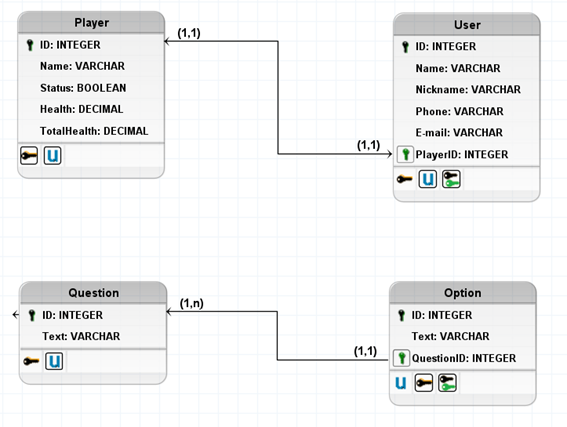 Player
ID: INTEGER
Name: VARCHAR
Status: BOOLEAN
Health: DECIMAL
TotalHealth: DECIMAL
U
(1,1)
(1,1)
User
ID: INTEGER
Name: VARCHAR
Nickname: VARCHAR
Phone: VARCHAR
E-mail: VARCHAR
PlayerID: INTEGER
U
Question
ID: INTEGER
Text: VARCHAR
U
(1,n)
(1,1)
Option
ID: INTEGER
Text: VARCHAR
QuestionID: INTEGER
U